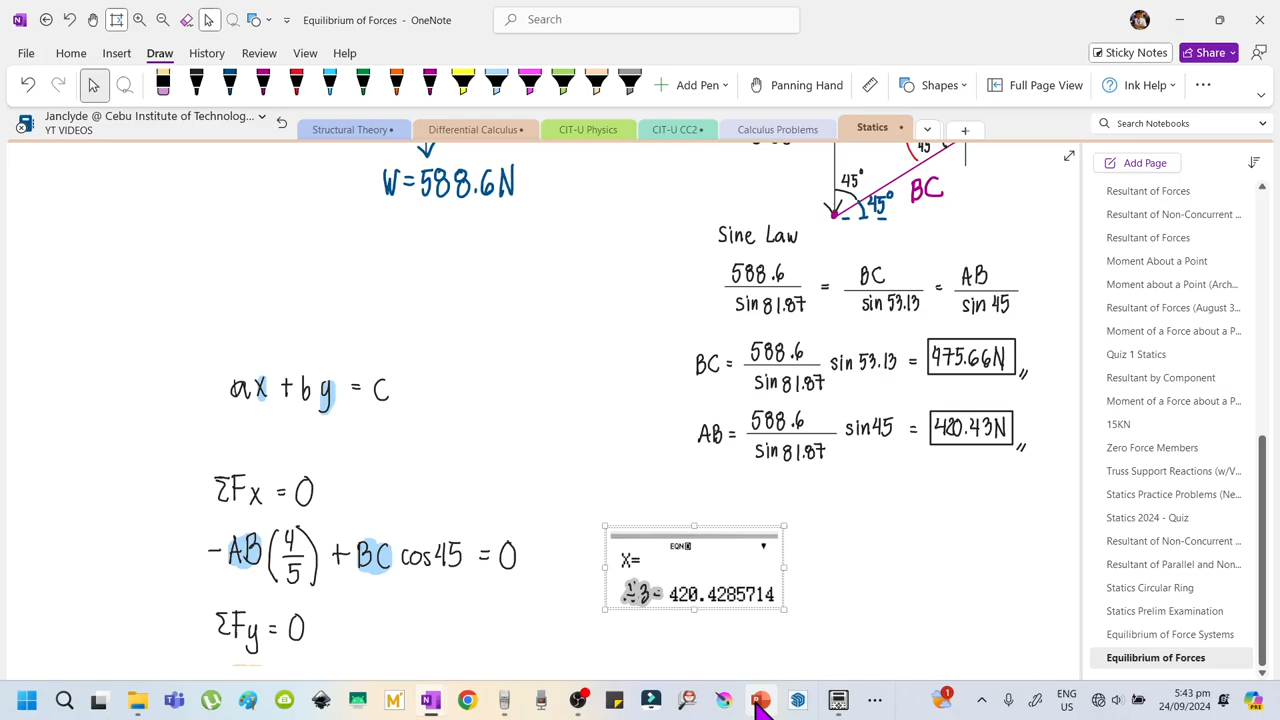 Equilibrium of Forces - OneNote
Search
File Home Insert Draw History Review View Help
Sticky Notes
Share
Add Pen
Panning Hand
Shapes
Full Page View
Ink Help
Janclyde @ Cebu Institute of Technolog...
YT VIDEOS
Structural Theory
Differential Calculus
CIT-U Physics
CIT-U CC2
Calculus Problems
Statics
Search Notebooks
Add Page
Resultant of Forces
Resultant of Non-Concurrent ...
Resultant of Forces
Moment About a Point
Moment about a Point (Arch...
Resultant of Forces (August 3...
Moment of a Force about a P...
Quiz 1 Statics
Resultant by Component
Moment of a Force about a P...
15KN
Zero Force Members
Truss Support Reactions (w/V...
Statics Practice Problems (Ne...
Statics 2024 - Quiz
Resultant of Parallel and Non...
Statics Circular Ring
Statics Prelim Examination
Equilibrium of Force Systems
Equilibrium of Forces
W=588.6N
45
45°
45°
BC
Sine Law
588.6/sin 81.87 = BC/sin 53.13 = AB/sin 45
BC = 588.6/sin 81.87 sin 53.13 = 475.66N
AB = 588.6/sin 81.87 sin 45 = 420.43N
ax + by = C
ΣFx = 0
-AB(4/5) + BC cos45 = 0
ΣFy = 0
EQN
X=
420.4285714
1
ENG
US
5:43 pm
24/09/2024